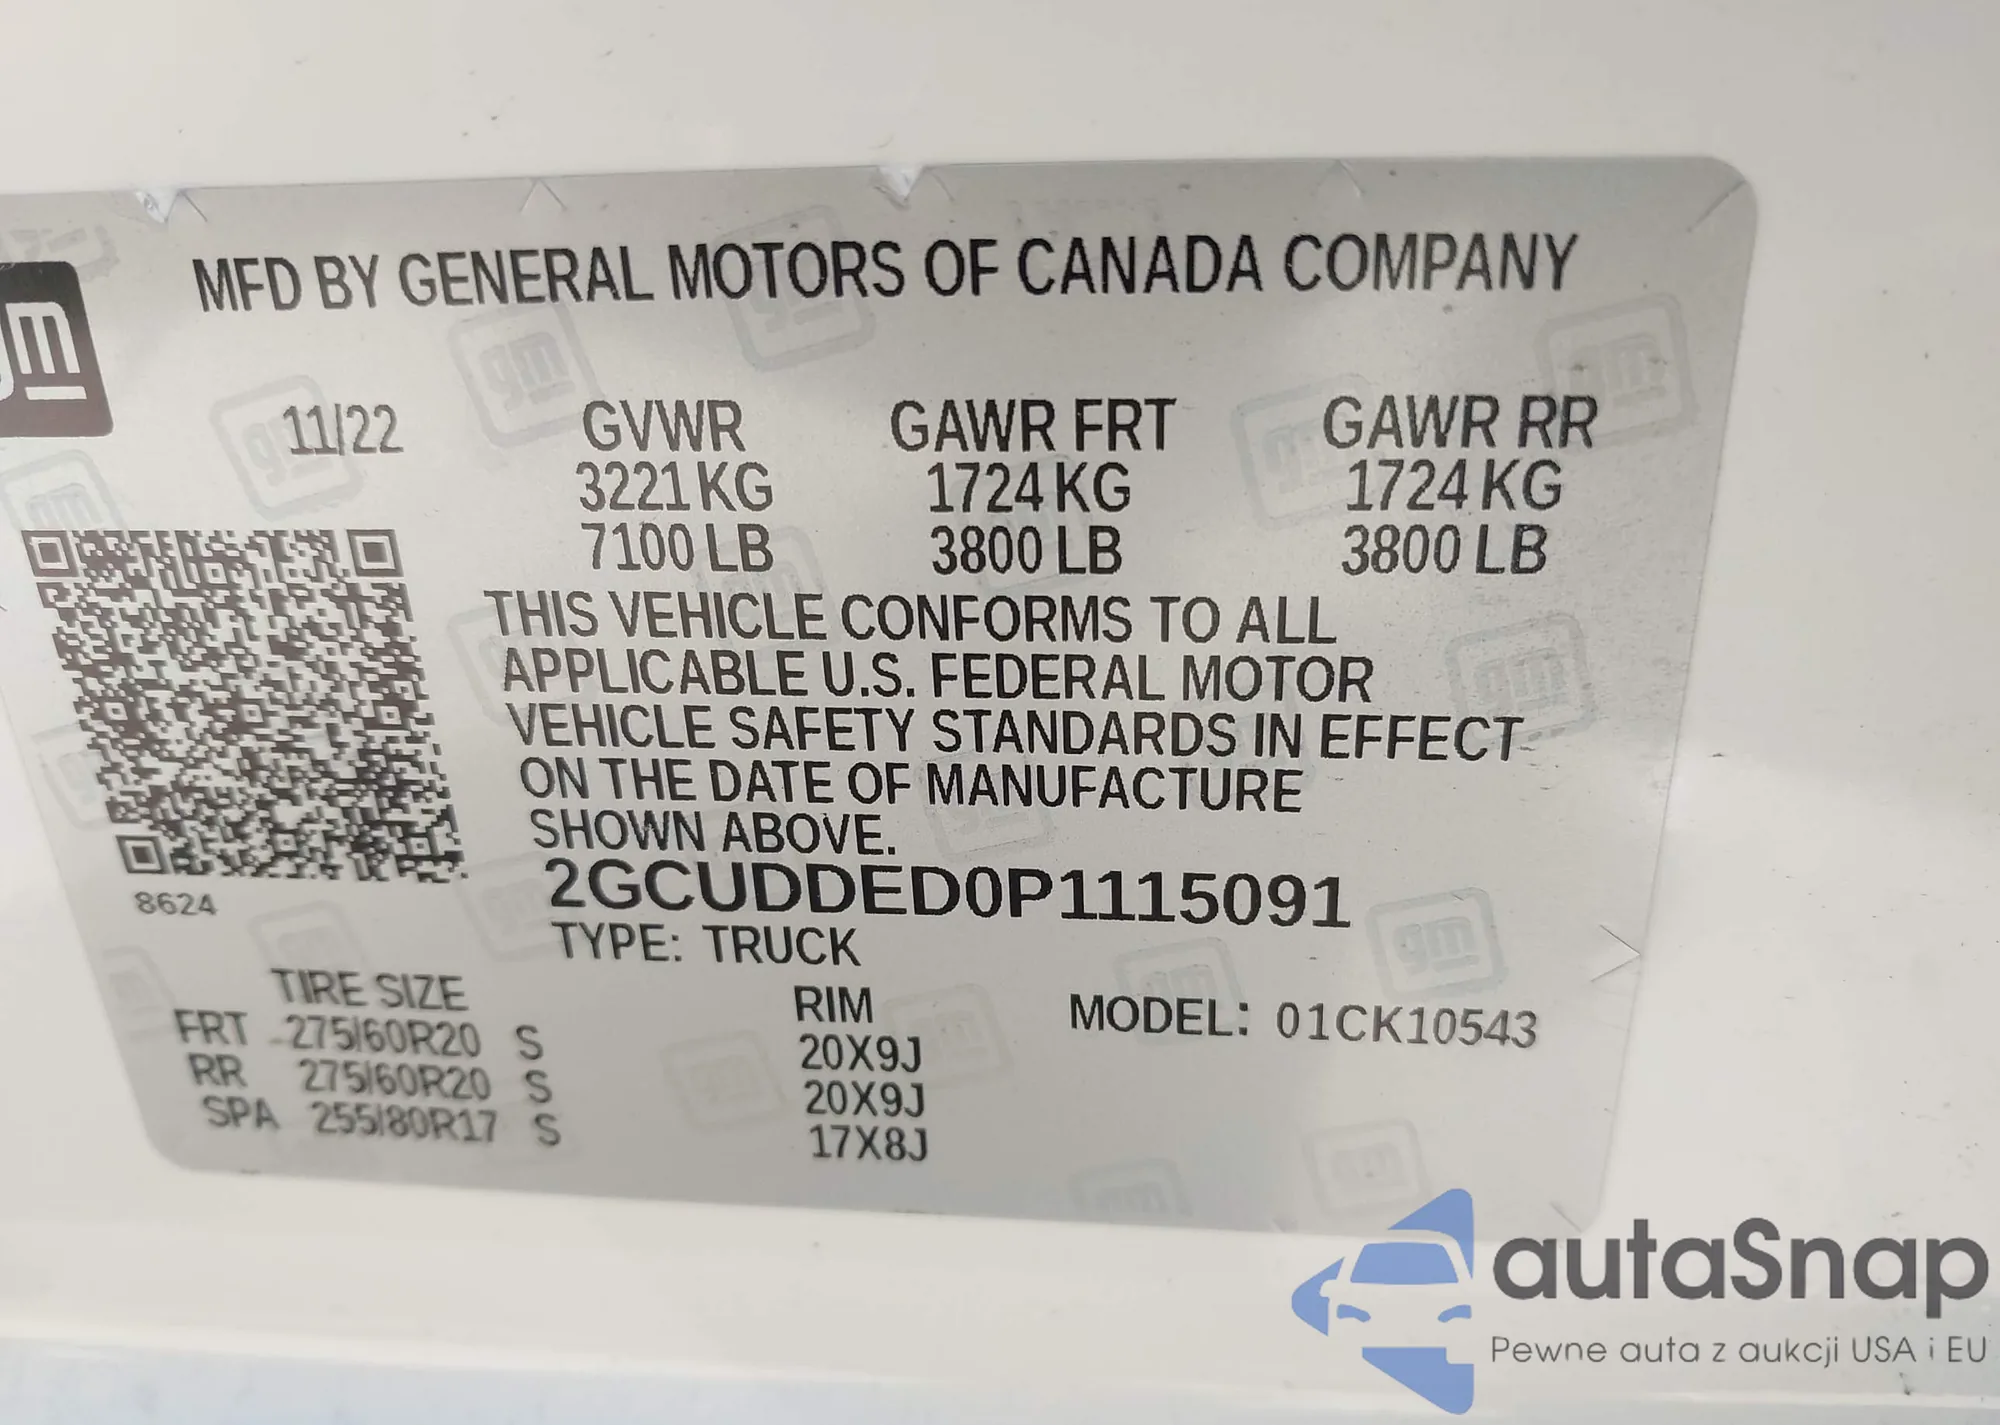 MFD BY GENERAL MOTORS OF CANADA COMPANY
gm
11/22 GVWR GAWR FRT GAWR RR
3221 KG 1724 KG 1724 KG
7100 LB 3800 LB 3800 LB
THIS VEHICLE CONFORMS TO ALL
APPLICABLE U.S. FEDERAL MOTOR
VEHICLE SAFETY STANDARDS IN EFFECT
ON THE DATE OF MANUFACTURE
SHOWN ABOVE.
8624
2GCUDDED0P1115091
TYPE: TRUCK
TIRE SIZE RIM MODEL: 01CK10543
FRT 275/60R20 S 20X9J
RR 275/60R20 S 20X9J
SPA 255/80R17 S 17X8J
autaSnap
Pewne auta z aukcji USA i EU